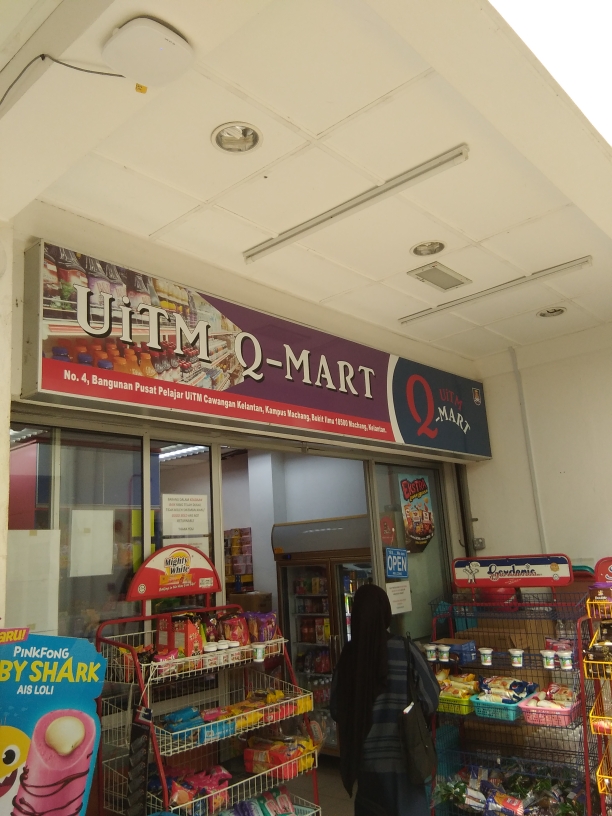 UiTM Q-MART
No. 4, Bangunan Pusat Pelajar UiTM Cawangan Kelantan, Kampus Machang, Bukit Ilmu 18500 Machang, Kelantan.
Q
UiTM
-MART
Mighty
White
OPEN
Gardenia
BARU!
PINKFONG
BY SHARK
AIS LOLI